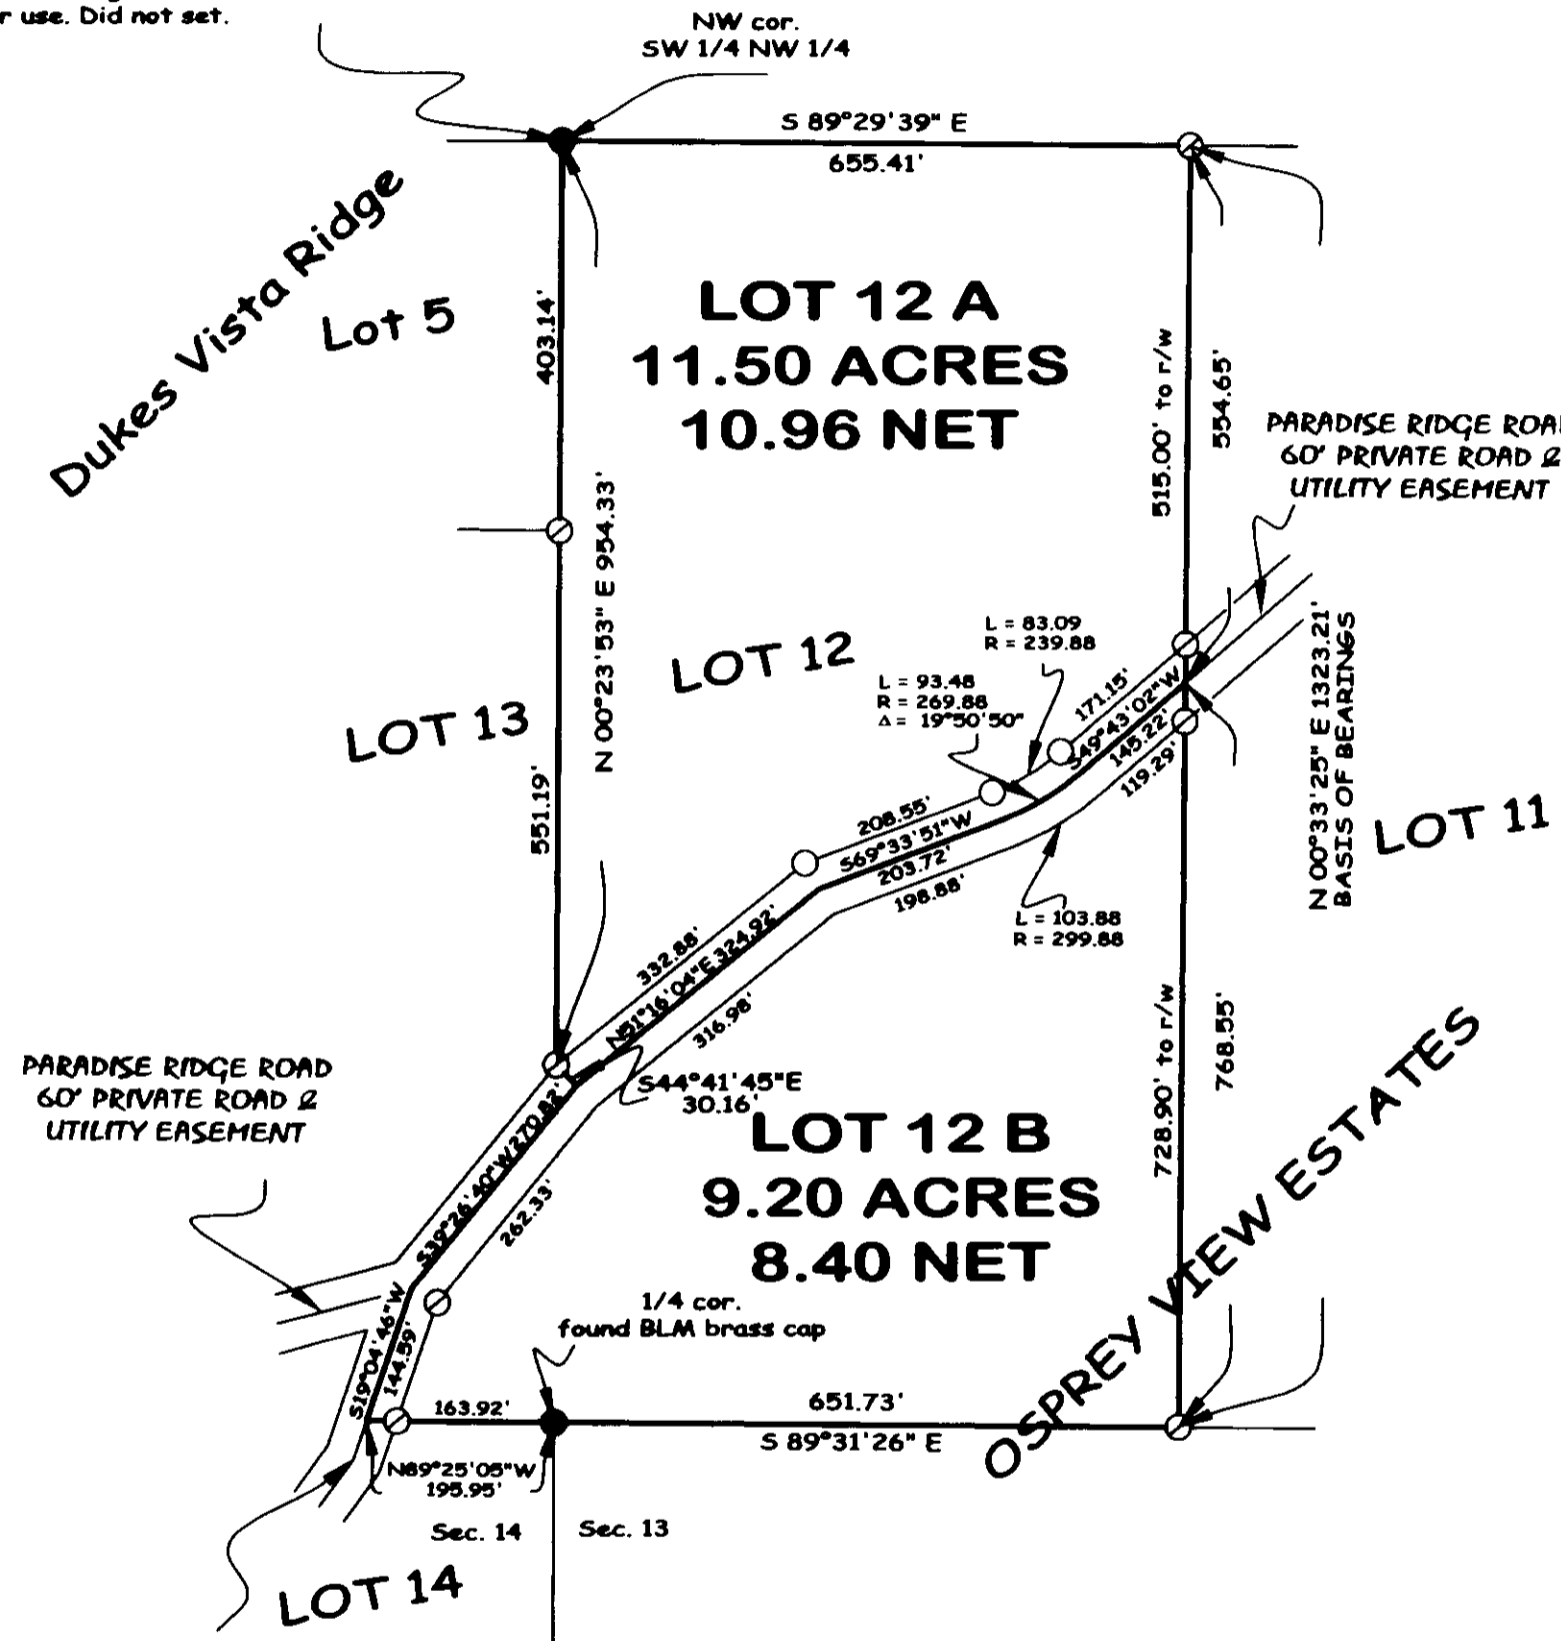 r use. Did not set.
NW cor.
SW 1/4 NW 1/4
S 89°29'39" E
655.41'
Dukes Vista Ridge
Lot 5
403.14'
LOT 12 A
11.50 ACRES
10.96 NET
515.00' to r/w
554.65'
PARADISE RIDGE ROAD
60' PRIVATE ROAD &
UTILITY EASEMENT
N 00°23'53" E 954.33'
LOT 13
551.19'
LOT 12
L = 83.09
R = 239.88
L = 93.48
R = 269.88
Δ = 19°50'50"
171.15'
S49°43'02"W
145.22'
119.29'
N 00°33'25" E 1323.21'
BASIS OF BEARINGS
LOT 11
208.55'
S69°33'51"W
203.72'
198.88'
L = 103.88
R = 299.88
332.88'
N51°16'04"E 324.92'
316.98'
S44°41'45"E
30.16'
PARADISE RIDGE ROAD
60' PRIVATE ROAD &
UTILITY EASEMENT
LOT 12 B
9.20 ACRES
8.40 NET
728.90' to r/w
768.55'
OSPREY VIEW ESTATES
S39°26'40"W 270.82'
262.33'
S19°04'46"W
144.59'
1/4 cor.
found BLM brass cap
163.92'
651.73'
S 89°31'26" E
N89°25'05"W
195.95'
Sec. 14
Sec. 13
LOT 14